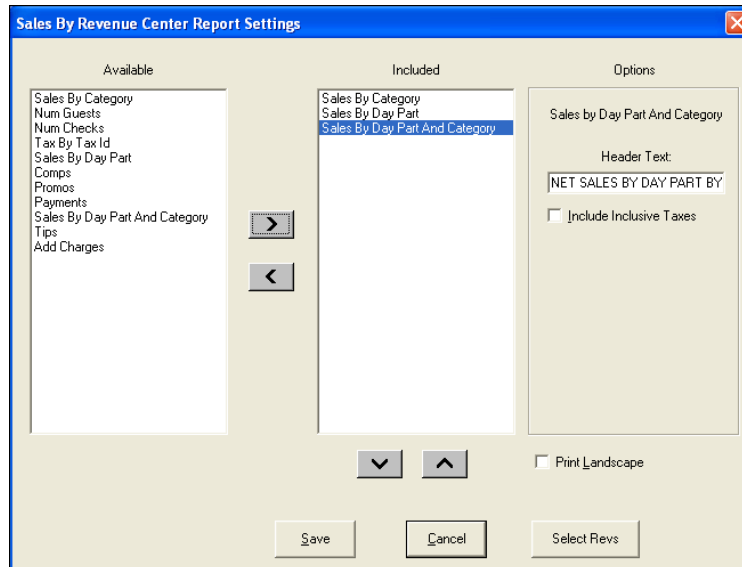 Sales By Revenue Center Report Settings
Available
Included
Options
Sales By Category
Num Guests
Num Checks
Tax By Tax Id
Sales By Day Part
Comps
Promos
Payments
Sales By Day Part And Category
Tips
Add Charges
Sales By Category
Sales By Day Part
Sales By Day Part And Category
Sales by Day Part And Category
Header Text:
NET SALES BY DAY PART BY
Include Inclusive Taxes
Print Landscape
Save
Cancel
Select Revs